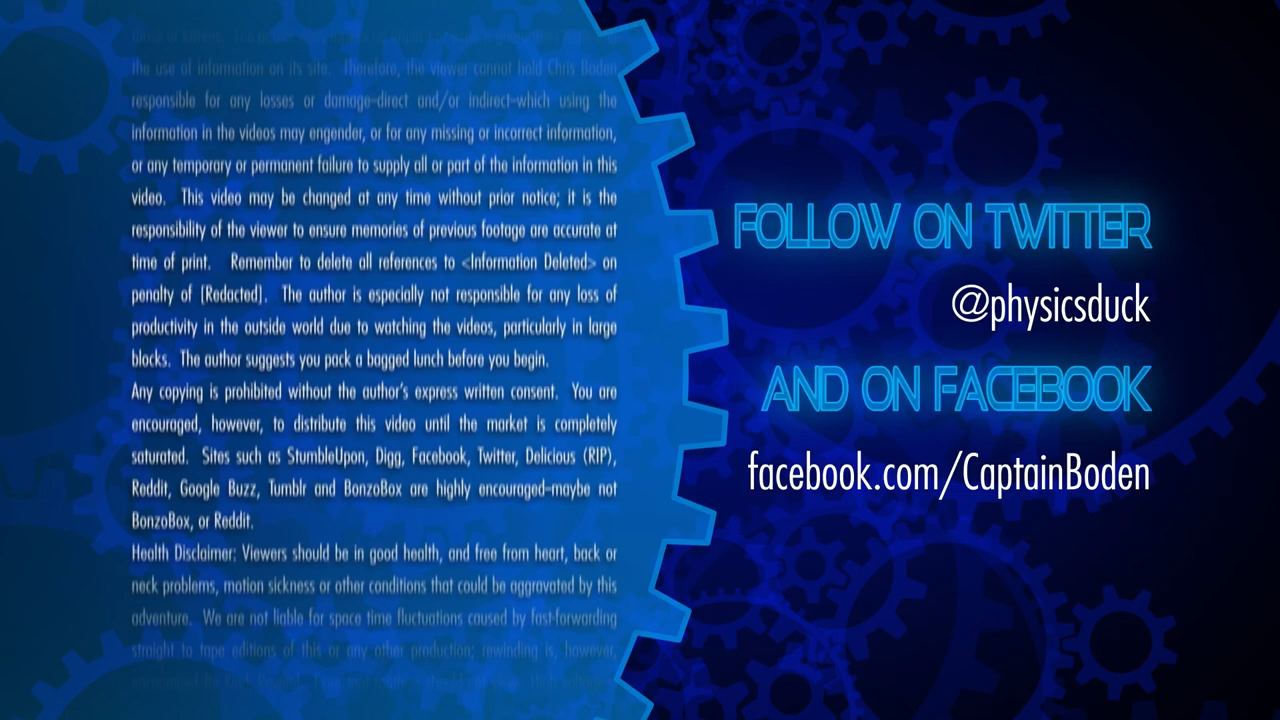 the use of information on its site. Therefore, the viewer cannot hold Chris Boden
responsible for any losses or damage–direct and/or indirect–which using the
information in the videos may engender, or for any missing or incorrect information,
or any temporary or permanent failure to supply all or part of the information in this
video. This video may be changed at any time without prior notice; it is the
responsibility of the viewer to ensure memories of previous footage are accurate at
time of print. Remember to delete all references to <Information Deleted> on
penalty of [Redacted]. The author is especially not responsible for any loss of
productivity in the outside world due to watching the videos, particularly in large
blocks. The author suggests you pack a bagged lunch before you begin.
Any copying is prohibited without the author's express written consent. You are
encouraged, however, to distribute this video until the market is completely
saturated. Sites such as StumbleUpon, Digg, Facebook, Twitter, Delicious (RIP),
Reddit, Google Buzz, Tumblr and BonzoBox are highly encouraged–maybe not
BonzoBox, or Reddit.
Health Disclaimer: Viewers should be in good health, and free from heart, back or
neck problems, motion sickness or other conditions that could be aggravated by this
adventure. We are not liable for space time fluctuations caused by fast-forwarding
straight to tape editions of this or any other production; rewinding is, however,
FOLLOW ON TWITTER
@physicsduck
AND ON FACEBOOK
facebook.com/CaptainBoden